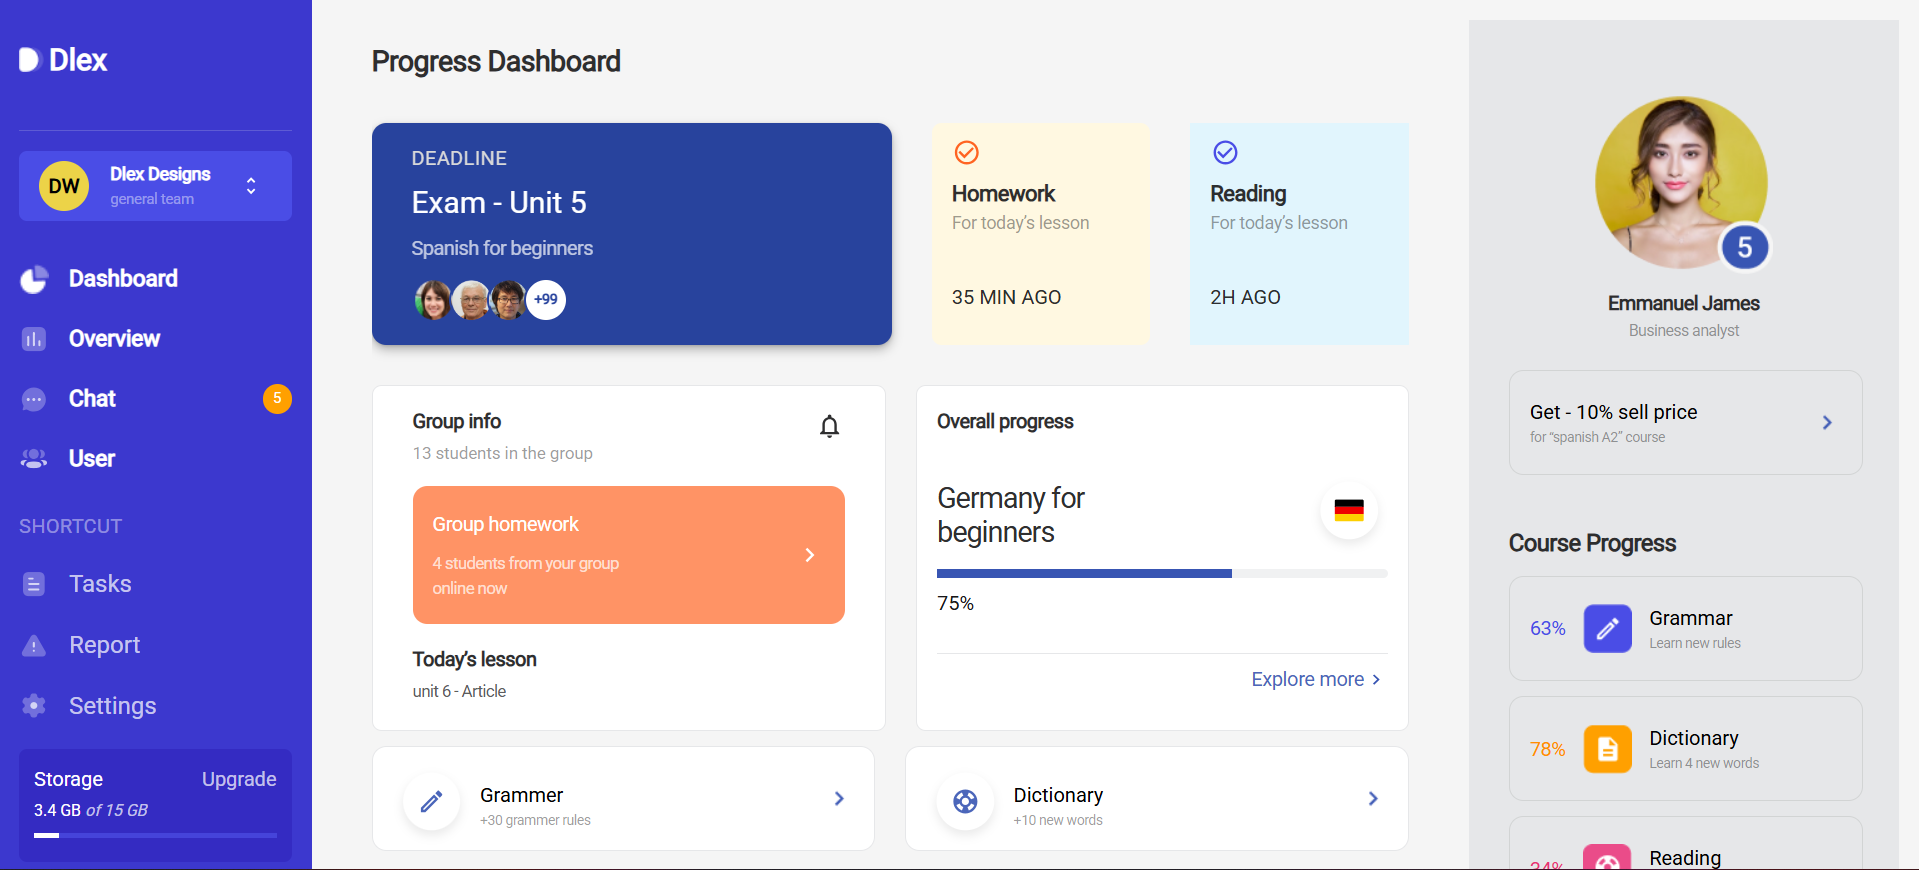 Dlex
DW
Dlex Designs
general team
Dashboard
Overview
Chat
5
User
SHORTCUT
Tasks
Report
Settings
Storage
Upgrade
3.4 GB of 15 GB
Progress Dashboard
DEADLINE
Exam - Unit 5
Spanish for beginners
+99
Homework
For today's lesson
35 MIN AGO
Reading
For today's lesson
2H AGO
Group info
13 students in the group
Group homework
4 students from your group
online now
Today's lesson
unit 6 - Article
Overall progress
Germany for
beginners
75%
Explore more
Grammer
+30 grammer rules
Dictionary
+10 new words
5
Emmanuel James
Business analyst
Get - 10% sell price
for “spanish A2” course
Course Progress
63%
Grammar
Learn new rules
78%
Dictionary
Learn 4 new words
Reading